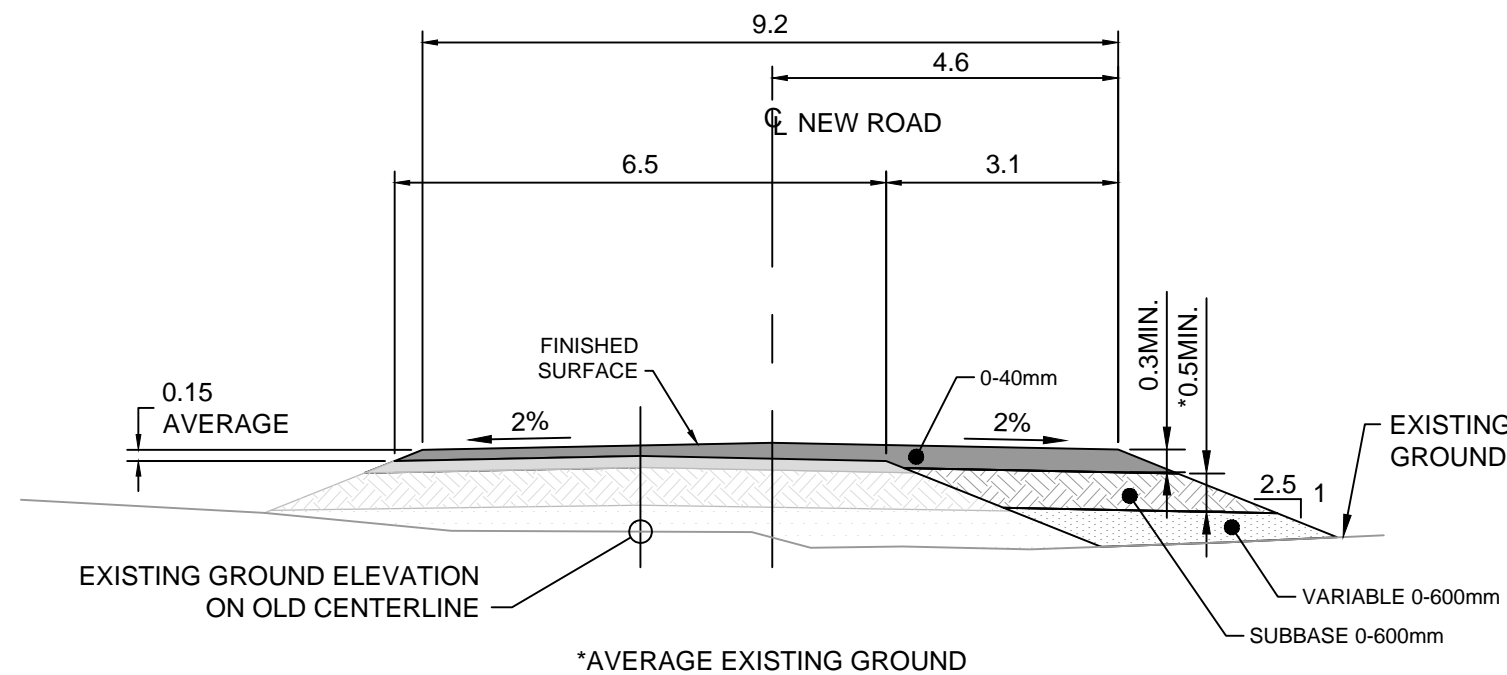 9.2
4.6
℄ NEW ROAD
6.5
3.1
FINISHED
SURFACE
0-40mm
0.3MIN.
*0.5MIN.
0.15
AVERAGE
2%
2%
EXISTING
GROUND
2.5
1
EXISTING GROUND ELEVATION
ON OLD CENTERLINE
VARIABLE 0-600mm
SUBBASE 0-600mm
*AVERAGE EXISTING GROUND